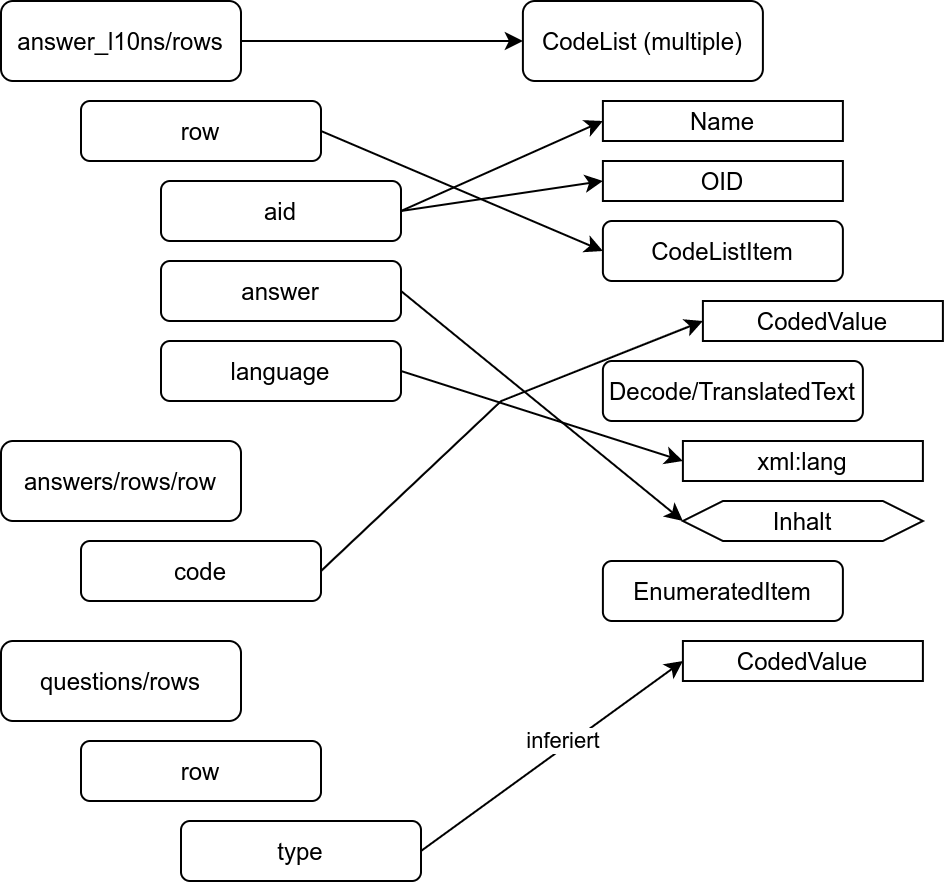 answer_l10ns/rows
CodeList (multiple)
row
Name
aid
OID
answer
CodeListItem
language
CodedValue
Decode/TranslatedText
answers/rows/row
xml:lang
Inhalt
code
EnumeratedItem
questions/rows
CodedValue
inferiert
row
type